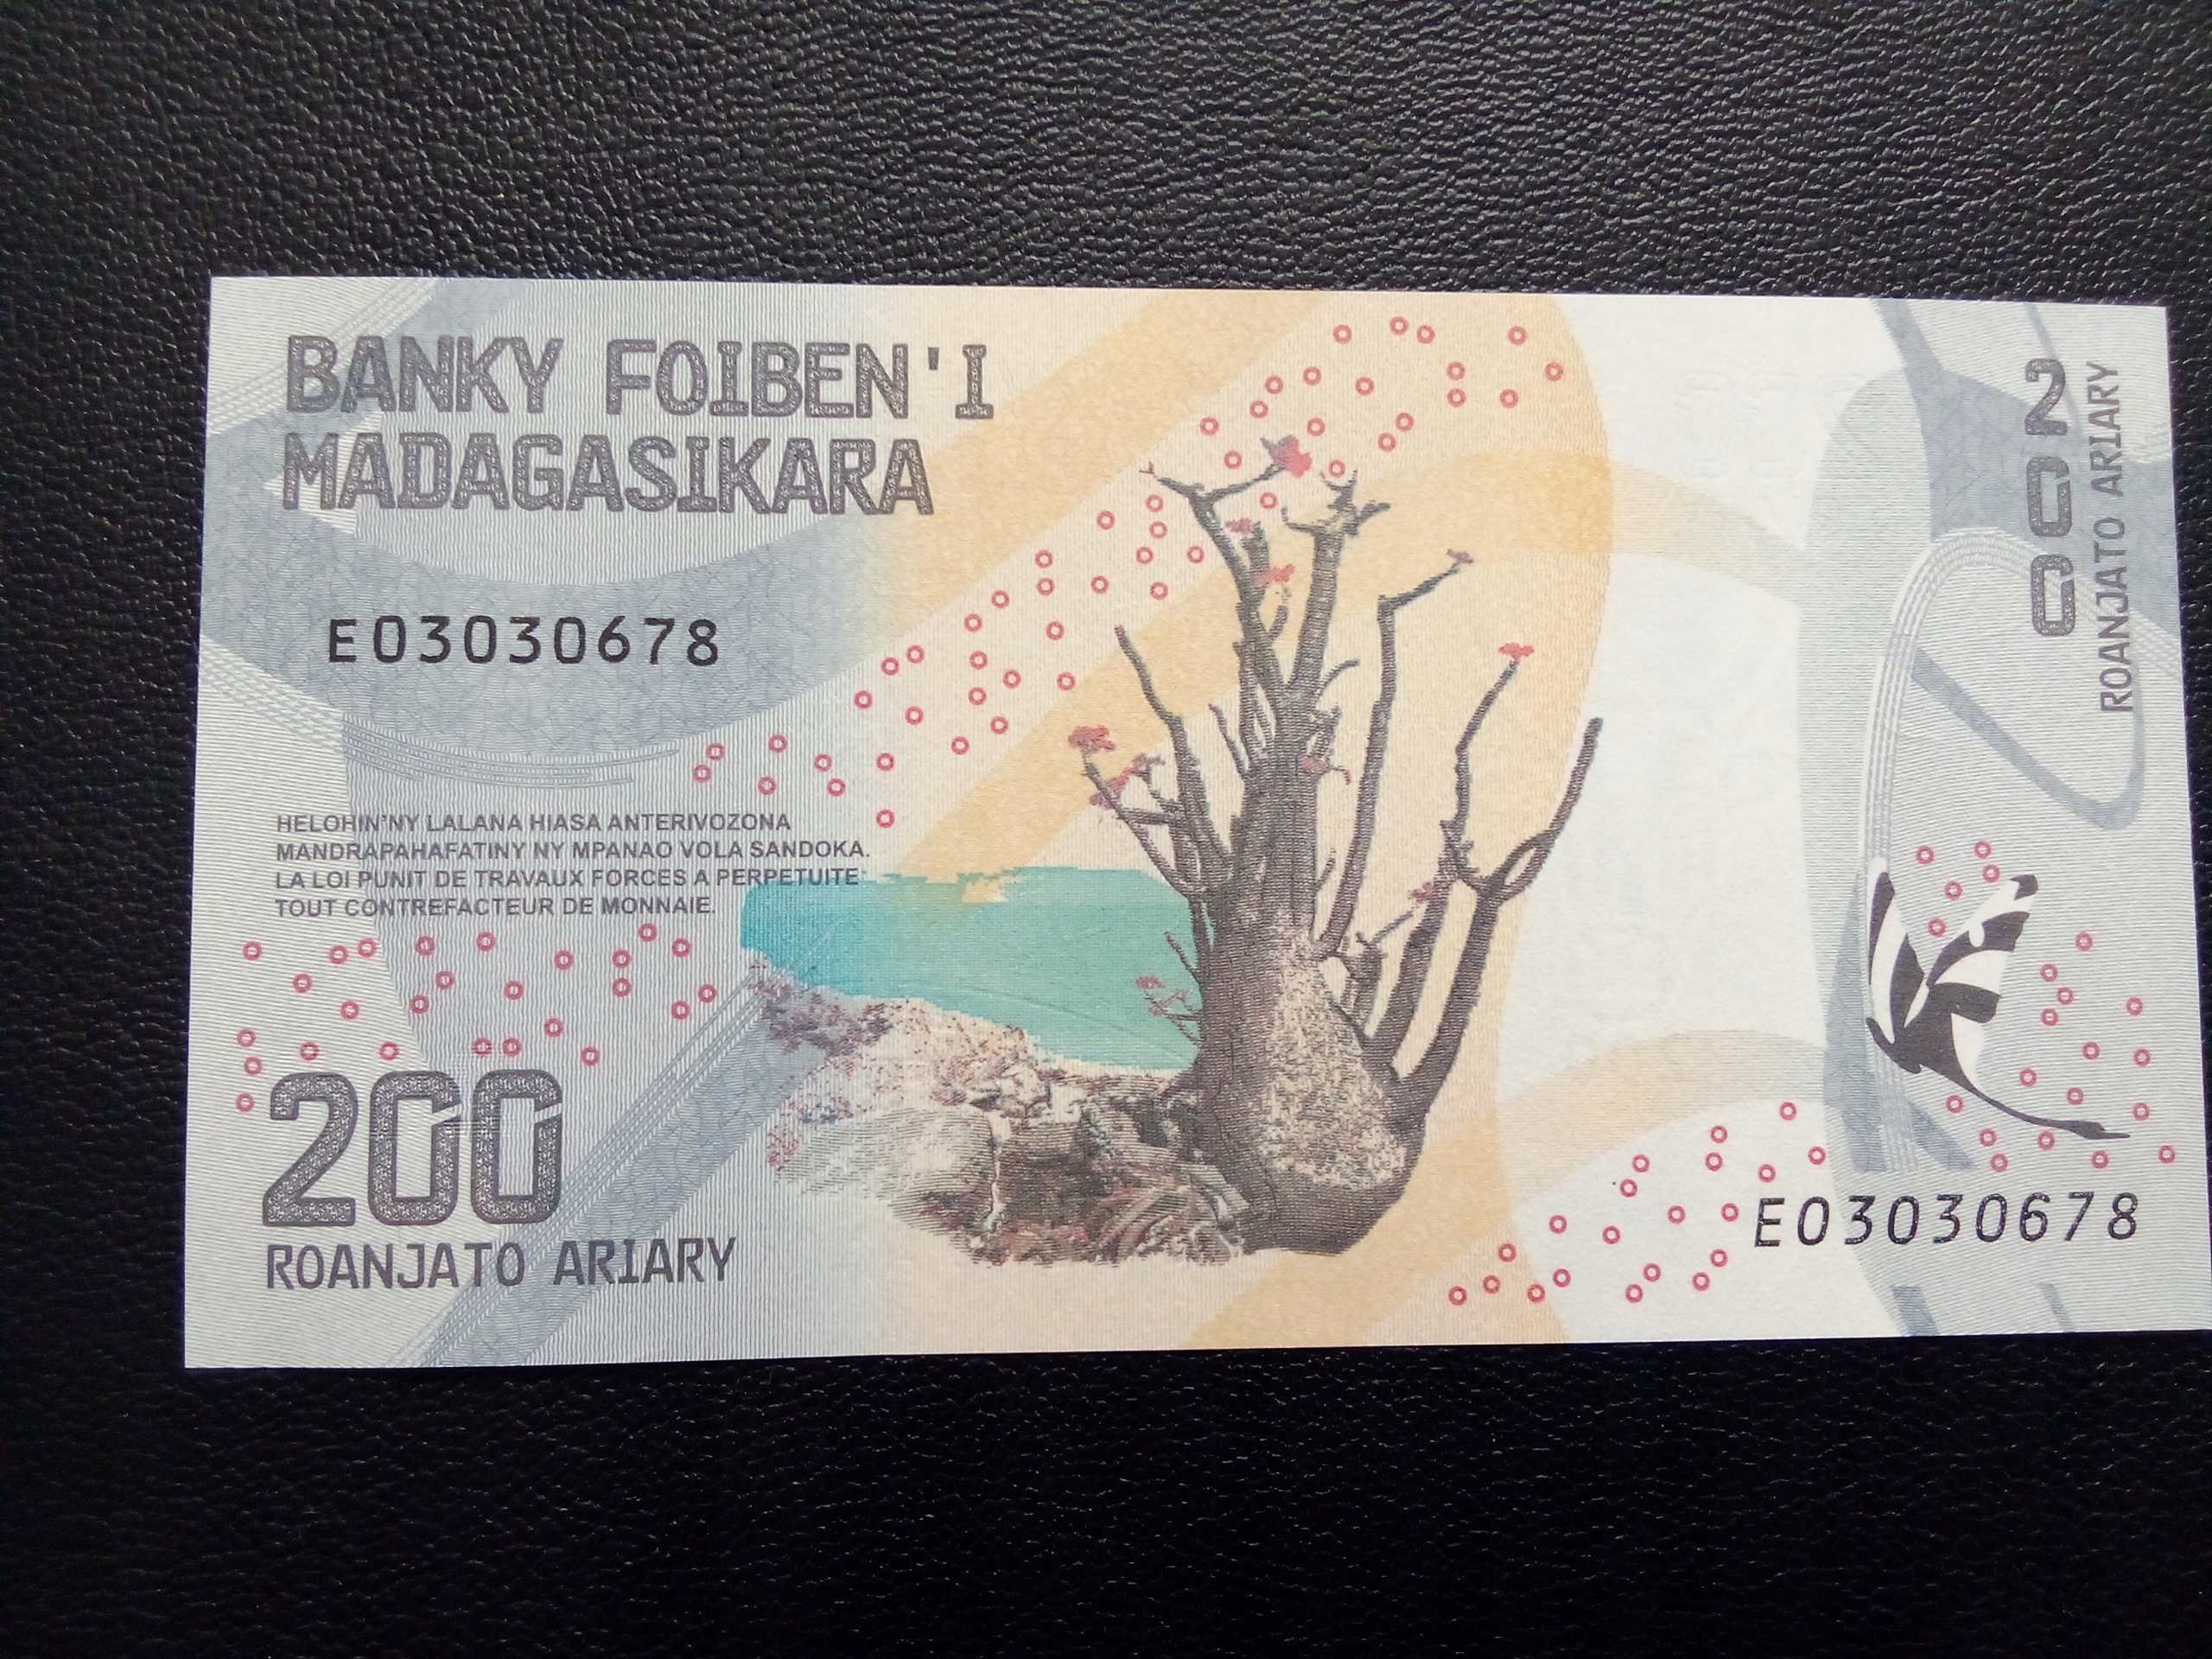 BANKY FOIBEN'I
MADAGASIKARA
E03030678
HELOHIN'NY LALANA HIASA ANTERIVOZONA
MANDRAPAHAFATINY NY MPANAO VOLA SANDOKA.
LA LOI PUNIT DE TRAVAUX FORCES A PERPETUITE
TOUT CONTREFACTEUR DE MONNAIE.
200
ROANJATO ARIARY
200
ROANJATO ARIARY
E03030678